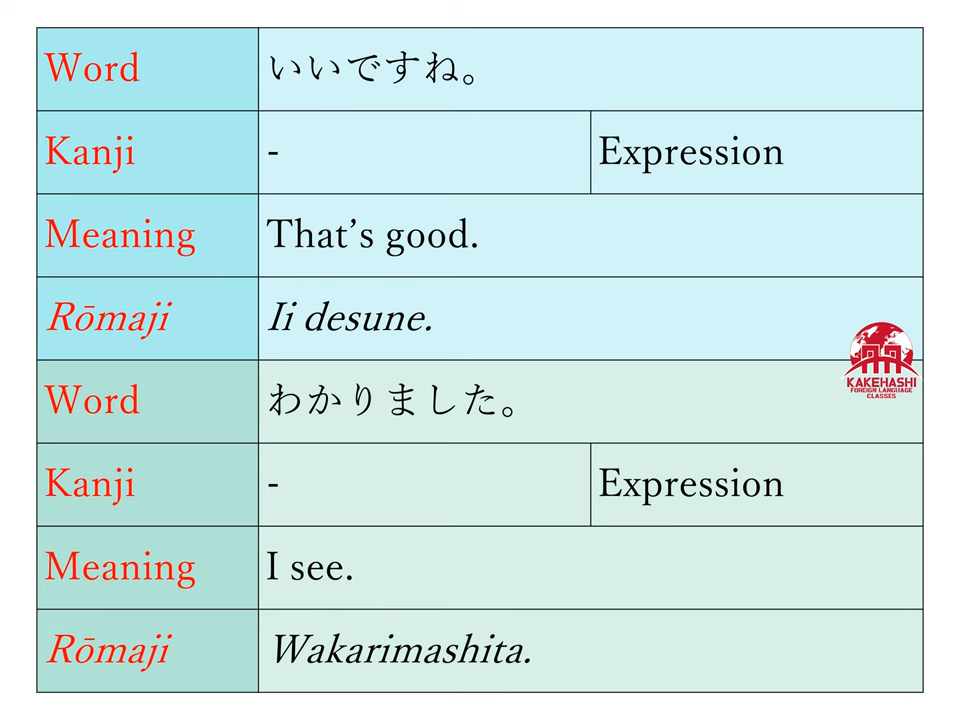 Word いいですね。
Kanji - Expression
Meaning That’s good.
Rōmaji Ii desune.
Word わかりました。
Kanji - Expression
Meaning I see.
Rōmaji Wakarimashita.
KAKEHASHI
FOREIGN LANGUAGE
CLASSES